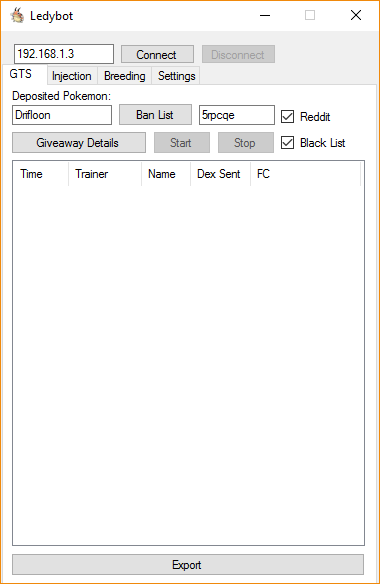 Ledybot
192.168.1.3 Connect Disconnect
GTS Injection Breeding Settings
Deposited Pokemon:
Drifloon Ban List 5rpcqe Reddit
Giveaway Details Start Stop Black List
Time Trainer Name Dex Sent FC
Export